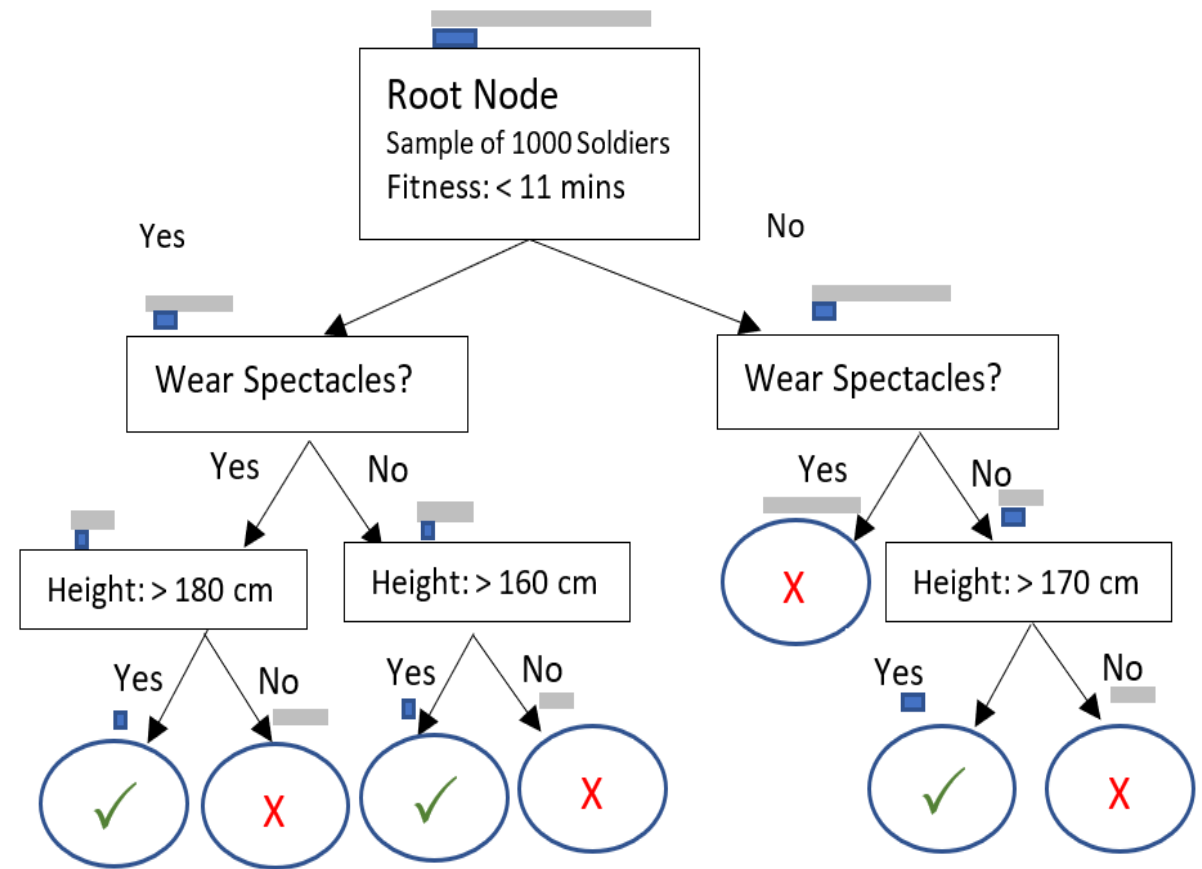 Root Node
Sample of 1000 Soldiers
Fitness: < 11 mins
Yes
No
Wear Spectacles?
Wear Spectacles?
Yes
No
Yes
No
Height: > 180 cm
Height: > 160 cm
X
Height: > 170 cm
Yes
No
Yes
No
Yes
No
✓
X
✓
X
✓
X